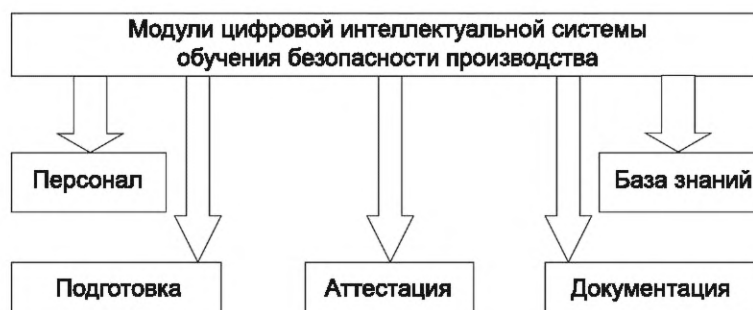 Модули цифровой интеллектуальной системы
обучения безопасности производства
Персонал
База знаний
Подготовка
Аттестация
Документация